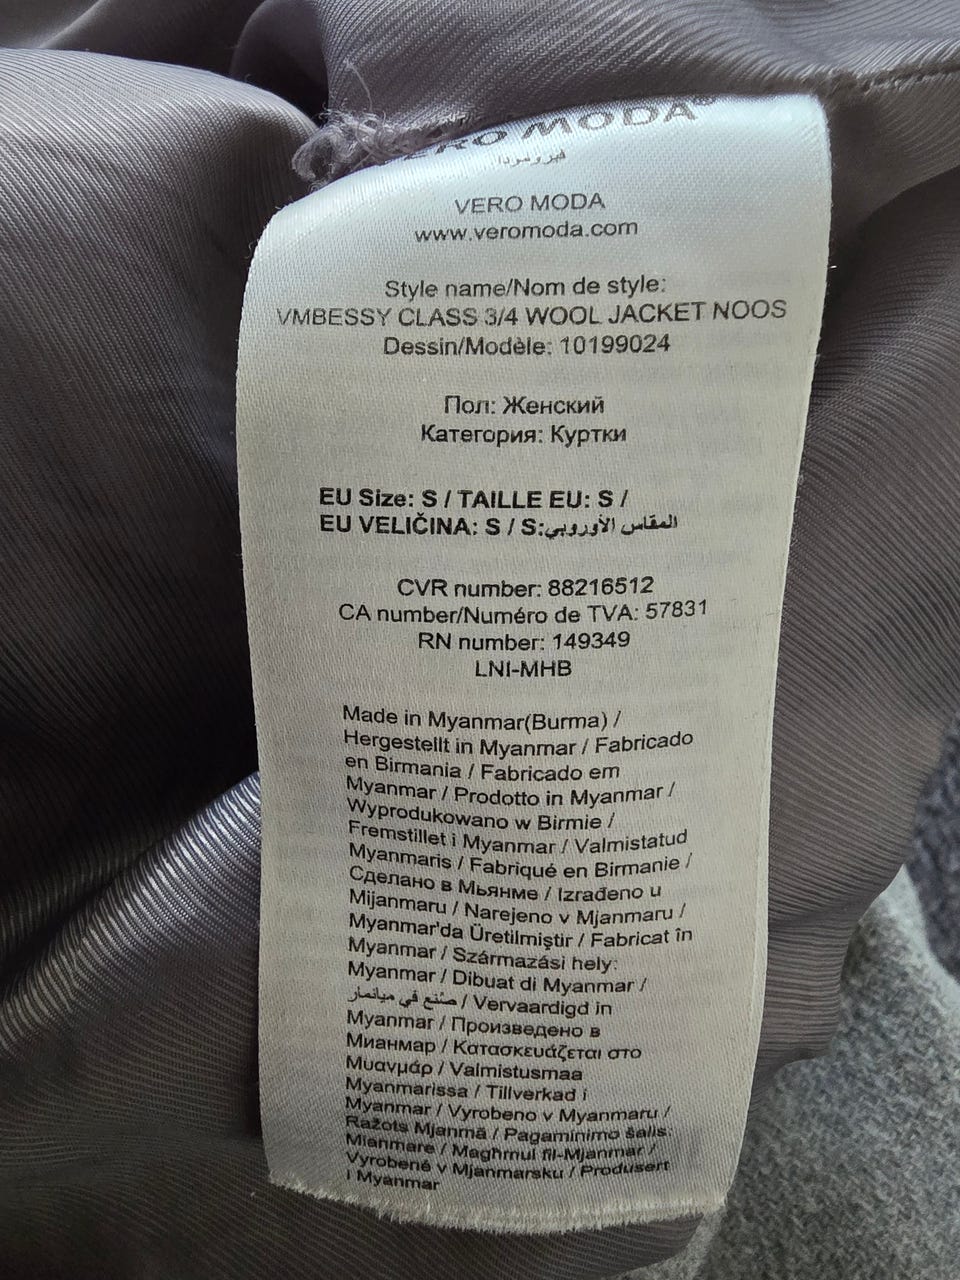 VERO MODA®
فيرومودا
VERO MODA
www.veromoda.com
Style name/Nom de style:
VMBESSY CLASS 3/4 WOOL JACKET NOOS
Dessin/Modèle: 10199024
Пол: Женский
Категория: Куртки
EU Size: S / TAILLE EU: S /
EU VELIČINA: S / S:المقاس الأوروبي
CVR number: 88216512
CA number/Numéro de TVA: 57831
RN number: 149349
LNI-MHB
Made in Myanmar(Burma) /
Hergestellt in Myanmar / Fabricado
en Birmania / Fabricado em
Myanmar / Prodotto in Myanmar /
Wyprodukowano w Birmie /
Fremstillet i Myanmar / Valmistatud
Myanmaris / Fabriqué en Birmanie /
Сделано в Мьянме / Izrađeno u
Mijanmaru / Narejeno v Mjanmaru /
Myanmar'da Üretilmiştir / Fabricat în
Myanmar / Származási hely:
Myanmar / Dibuat di Myanmar /
صُنع في ميانمار / Vervaardigd in
Myanmar / Произведено в
Мианмар / Κατασκευάζεται στο
Μυανμάρ / Valmistusmaa
Myanmarissa / Tillverkad i
Myanmar / Vyrobeno v Myanmaru /
Ražots Mjanmā / Pagaminimo šalis:
Mianmare / Magħmul fil-Mjanmar /
Vyrobené v Mjanmarsku / Produsert
i Myanmar